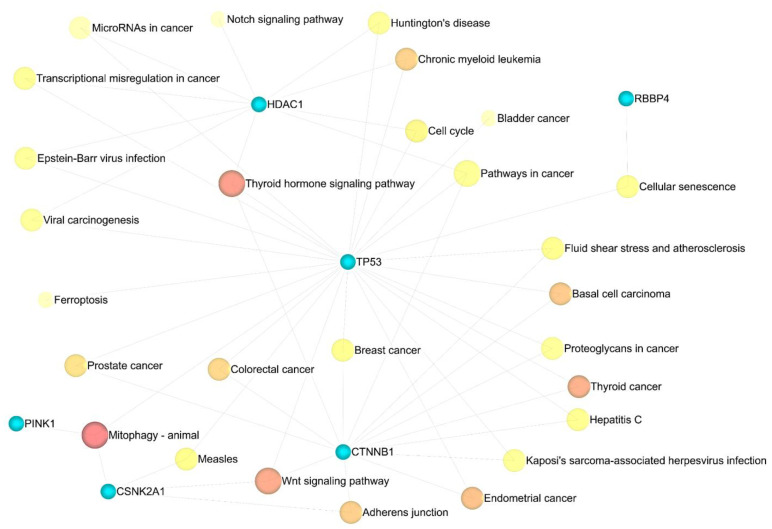 Notch signaling pathway
MicroRNAs in cancer
Huntington's disease
Chronic myeloid leukemia
Transcriptional misregulation in cancer
HDAC1
RBBP4
Bladder cancer
Cell cycle
Epstein-Barr virus infection
Pathways in cancer
Thyroid hormone signaling pathway
Cellular senescence
Viral carcinogenesis
Fluid shear stress and atherosclerosis
TP53
Basal cell carcinoma
Ferroptosis
Breast cancer
Proteoglycans in cancer
Prostate cancer
Colorectal cancer
Thyroid cancer
Hepatitis C
PINK1
Mitophagy - animal
CTNNB1
Measles
Kaposi's sarcoma-associated herpesvirus infection
Wnt signaling pathway
CSNK2A1
Endometrial cancer
Adherens junction